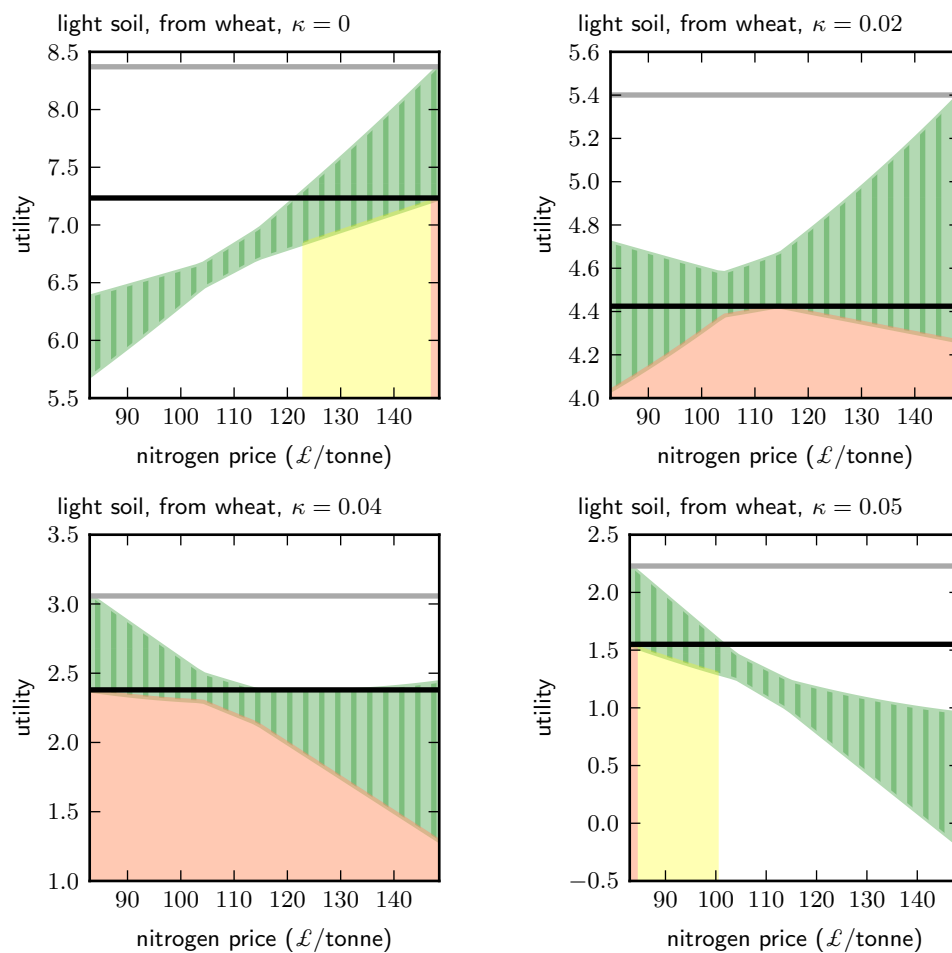 light soil, from wheat, κ = 0
8.5
8.0
7.5
7.0
6.5
6.0
5.5
utility
90 100 110 120 130 140
nitrogen price (£/tonne)
light soil, from wheat, κ = 0.02
5.6
5.4
5.2
5.0
4.8
4.6
4.4
4.2
4.0
utility
90 100 110 120 130 140
nitrogen price (£/tonne)
light soil, from wheat, κ = 0.04
3.5
3.0
2.5
2.0
1.5
1.0
utility
90 100 110 120 130 140
nitrogen price (£/tonne)
light soil, from wheat, κ = 0.05
2.5
2.0
1.5
1.0
0.5
0.0
−0.5
utility
90 100 110 120 130 140
nitrogen price (£/tonne)